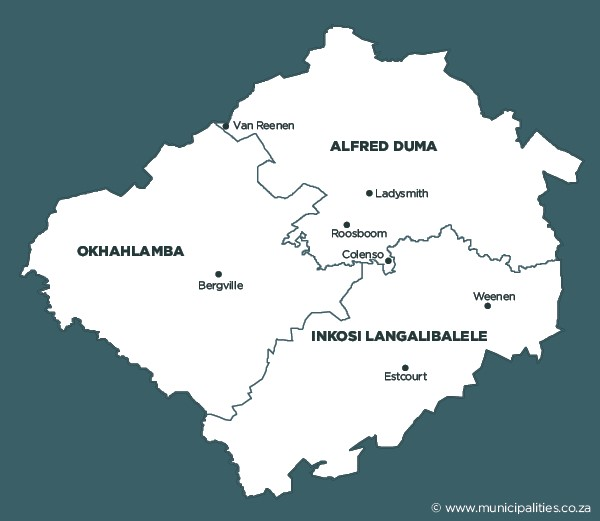 Van Reenen
ALFRED DUMA
Ladysmith
Roosboom
OKHAHLAMBA
Colenso
Bergville
Weenen
INKOSI LANGALIBALELE
Estcourt
© www.municipalities.co.za